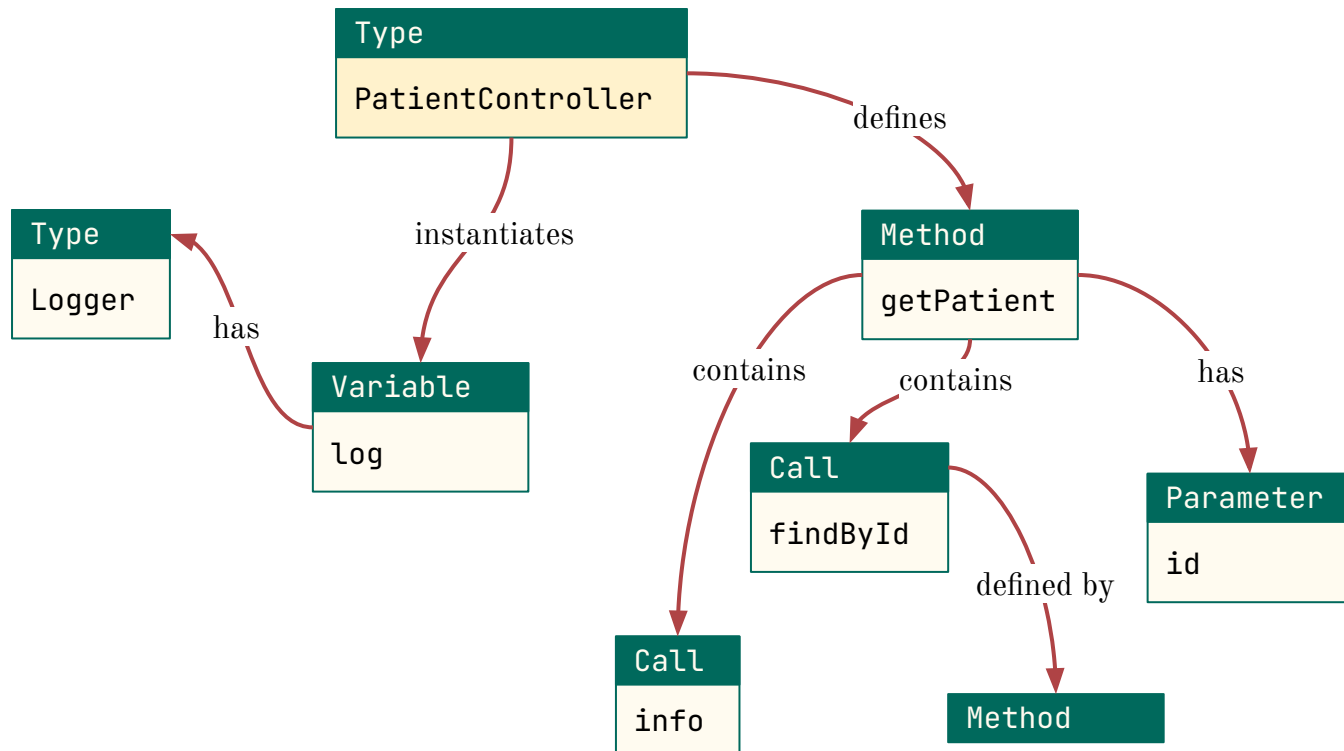 Type
PatientController
defines
instantiates
Type
Logger
has
Method
getPatient
contains
contains
has
Variable
log
Call
findById
Parameter
id
defined by
Call
info
Method